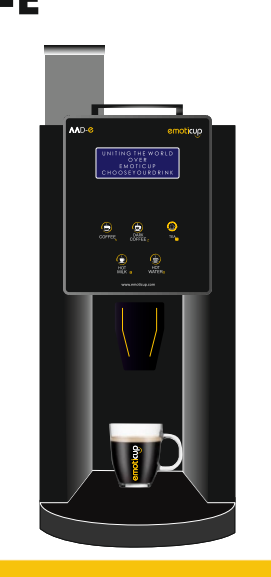 -E
ΛΛD-e
emoticup
UNITING THE WORLD
OVER
EMOTICUP
CHOOSEYOURDRINK
COFFEE
DARK
COFFEE
TEA
HOT
MILK
HOT
WATER
www.emoticup.com
emoticup